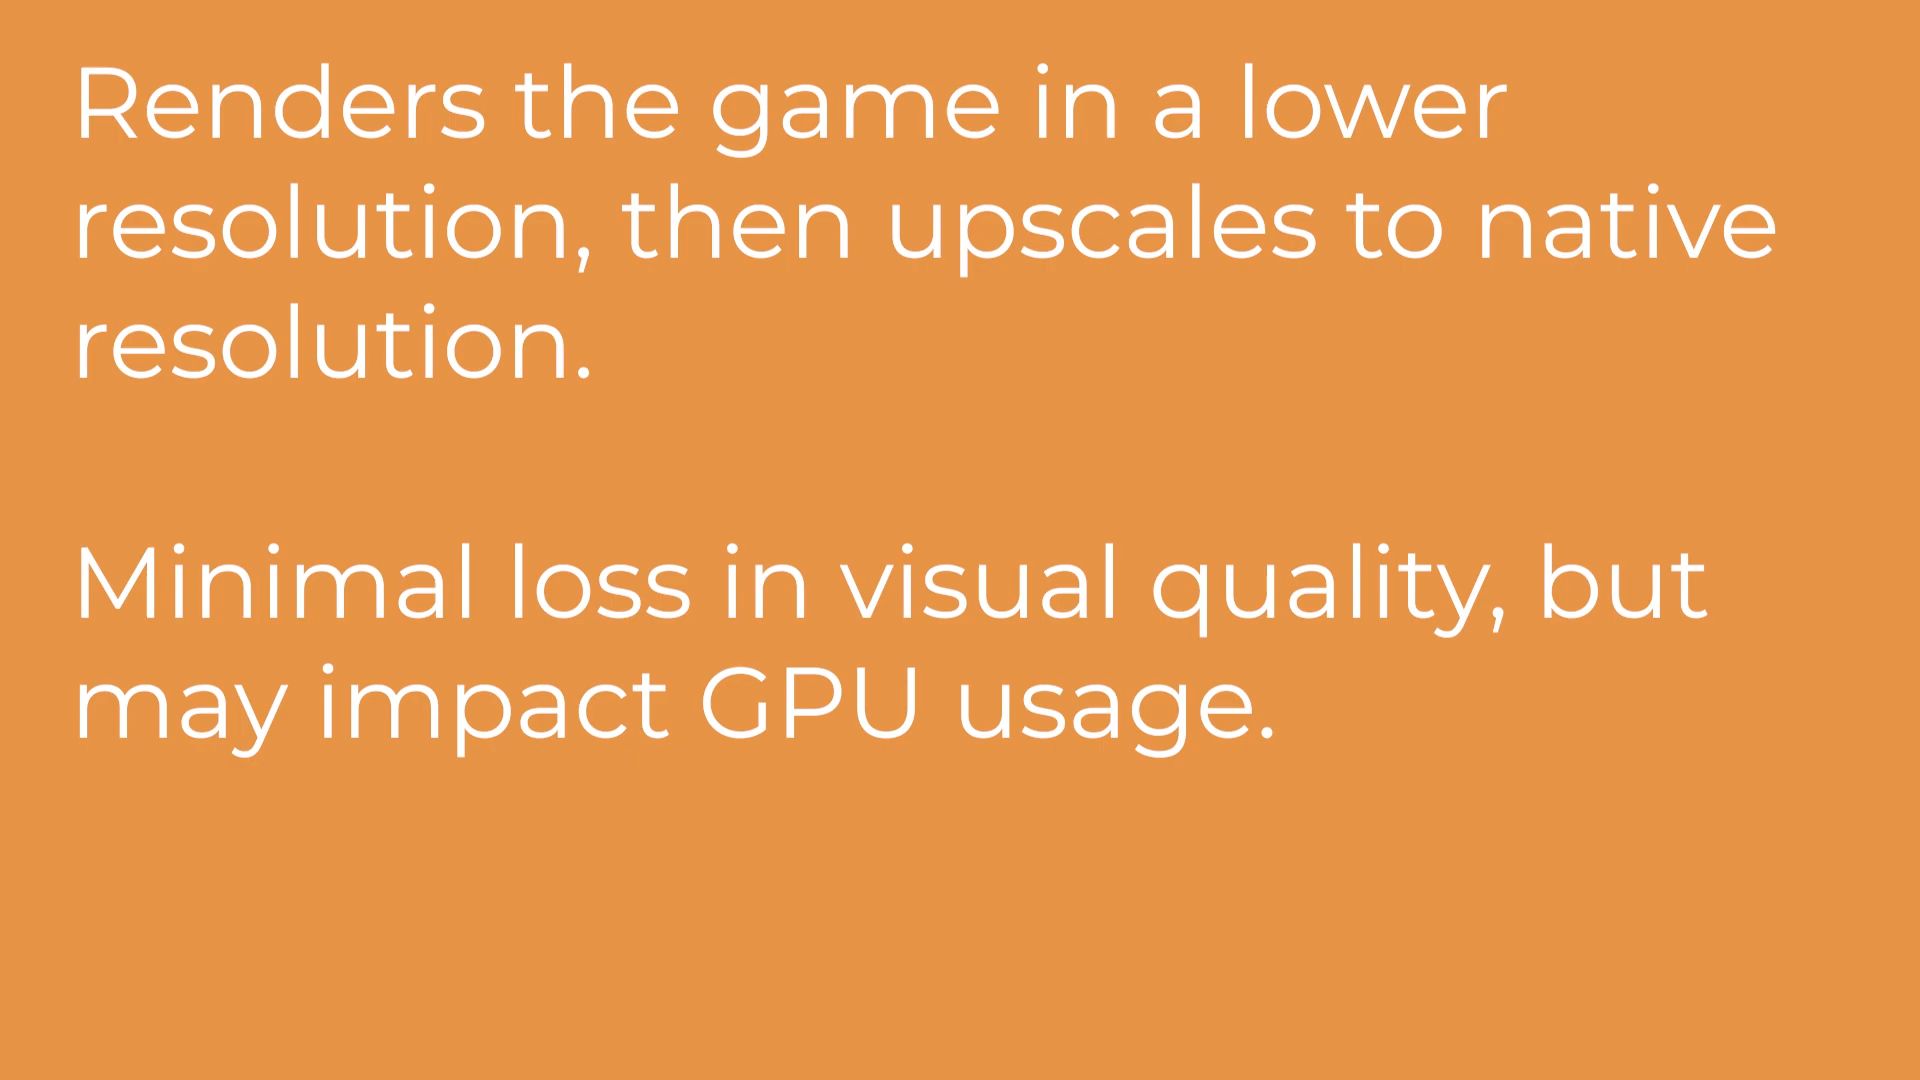 Renders the game in a lower
resolution, then upscales to native
resolution.
Minimal loss in visual quality, but
may impact GPU usage.